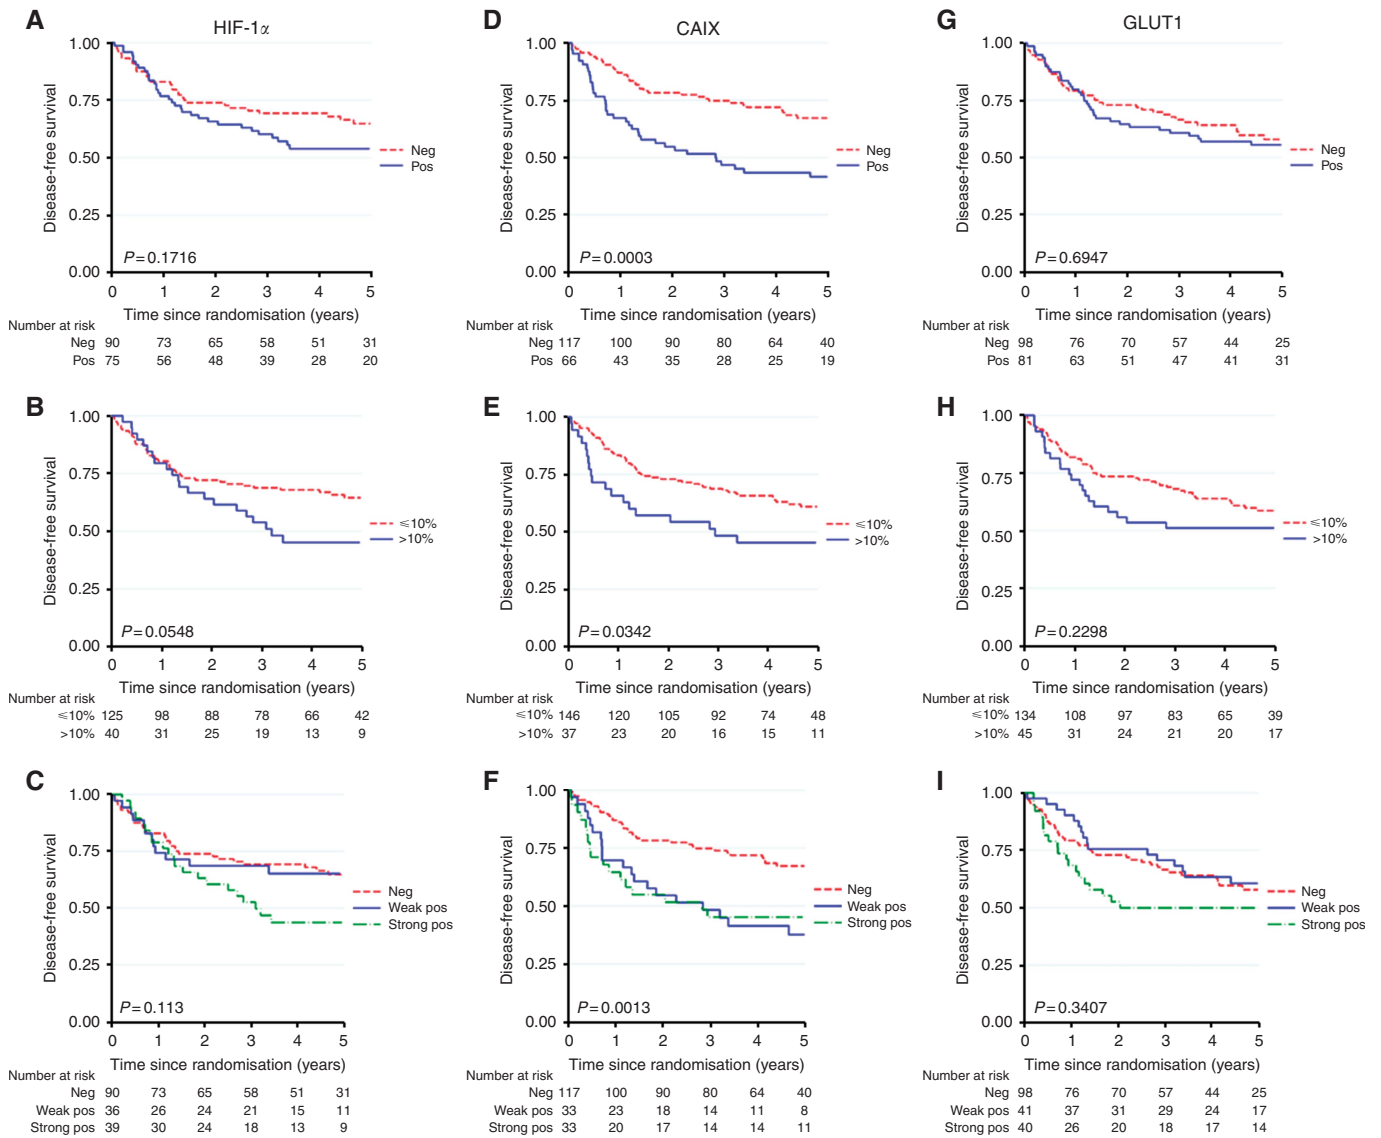 A
HIF-1α
1.00
0.75
0.50
0.25
0.00
Disease-free survival
Neg
Pos
P=0.1716
0 1 2 3 4 5
Time since randomisation (years)
Number at risk
Neg 90 73 65 58 51 31
Pos 75 56 48 39 28 20
D
CAIX
1.00
0.75
0.50
0.25
0.00
Disease-free survival
Neg
Pos
P=0.0003
0 1 2 3 4 5
Time since randomisation (years)
Number at risk
Neg 117 100 90 80 64 40
Pos 66 43 35 28 25 19
G
GLUT1
1.00
0.75
0.50
0.25
0.00
Disease-free survival
Neg
Pos
P=0.6947
0 1 2 3 4 5
Time since randomisation (years)
Number at risk
Neg 98 76 70 57 44 25
Pos 81 63 51 47 41 31
B
1.00
0.75
0.50
0.25
0.00
Disease-free survival
⩽10%
>10%
P=0.0548
0 1 2 3 4 5
Time since randomisation (years)
Number at risk
⩽10% 125 98 88 78 66 42
>10% 40 31 25 19 13 9
E
1.00
0.75
0.50
0.25
0.00
Disease-free survival
⩽10%
>10%
P=0.0342
0 1 2 3 4 5
Time since randomisation (years)
Number at risk
⩽10% 146 120 105 92 74 48
>10% 37 23 20 16 15 11
H
1.00
0.75
0.50
0.25
0.00
Disease-free survival
⩽10%
>10%
P=0.2298
0 1 2 3 4 5
Time since randomisation (years)
Number at risk
⩽10% 134 108 97 83 65 39
>10% 45 31 24 21 20 17
C
1.00
0.75
0.50
0.25
0.00
Disease-free survival
Neg
Weak pos
Strong pos
P=0.113
0 1 2 3 4 5
Time since randomisation (years)
Number at risk
Neg 90 73 65 58 51 31
Weak pos 36 26 24 21 15 11
Strong pos 39 30 24 18 13 9
F
1.00
0.75
0.50
0.25
0.00
Disease-free survival
Neg
Weak pos
Strong pos
P=0.0013
0 1 2 3 4 5
Time since randomisation (years)
Number at risk
Neg 117 100 90 80 64 40
Weak pos 33 23 18 14 11 8
Strong pos 33 20 17 14 14 11
I
1.00
0.75
0.50
0.25
0.00
Disease-free survival
Neg
Weak pos
Strong pos
P=0.3407
0 1 2 3 4 5
Time since randomisation (years)
Number at risk
Neg 98 76 70 57 44 25
Weak pos 41 37 31 29 24 17
Strong pos 40 26 20 18 17 14